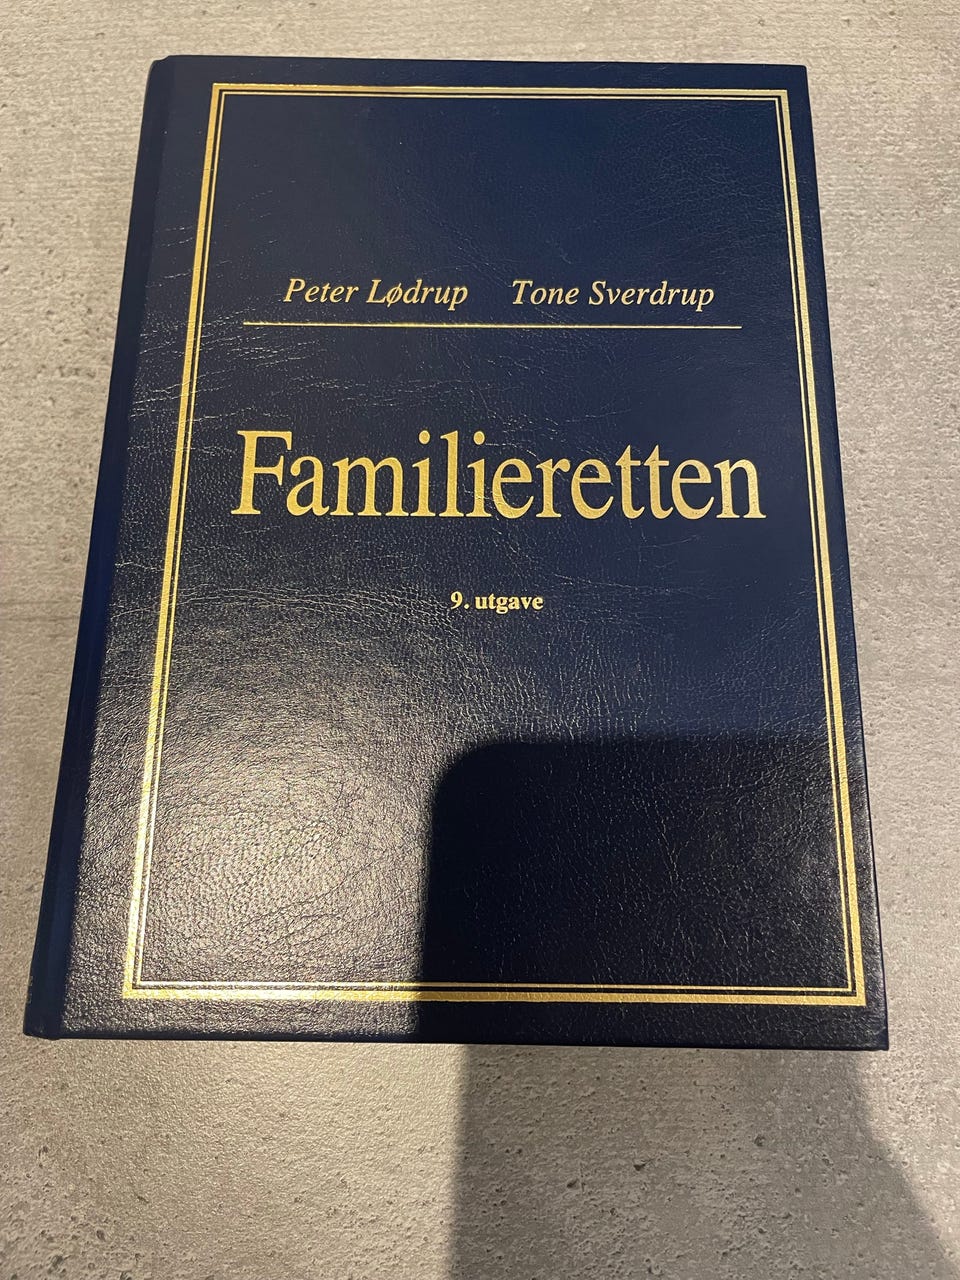 Peter Lødrup Tone Sverdrup
Familieretten
9. utgave